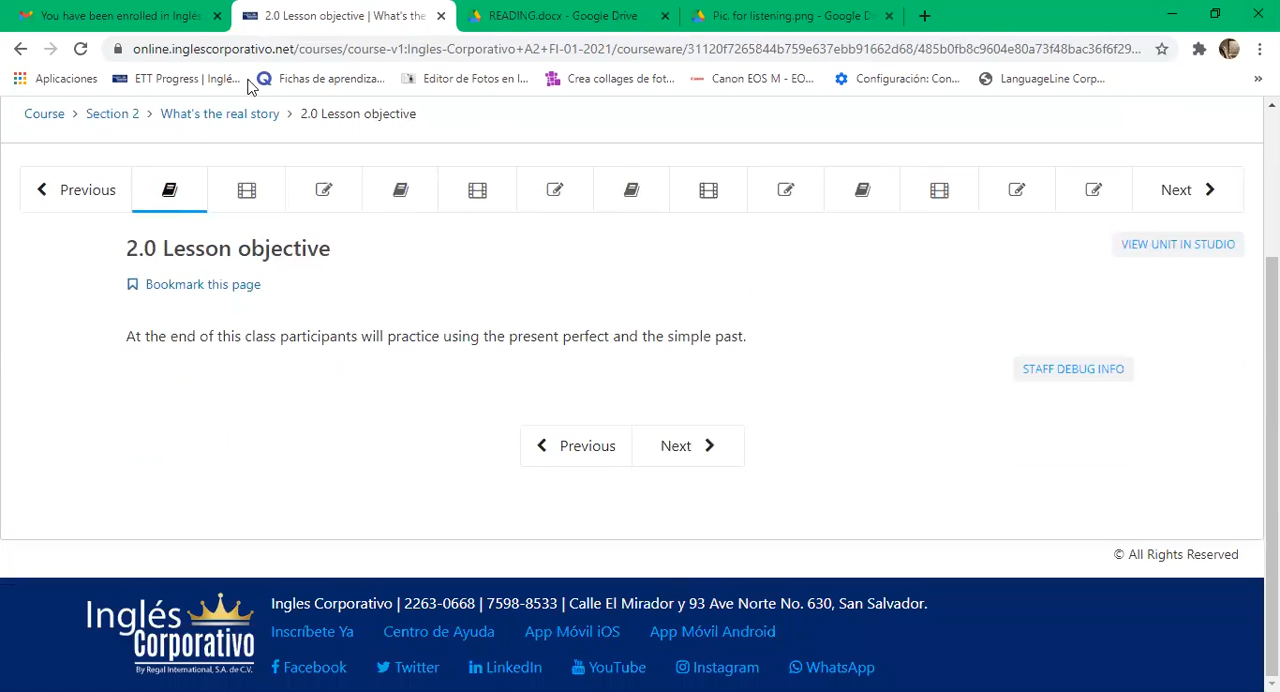 You have been enrolled in Inglés
2.0 Lesson objective | What's the
READING.docx - Google Drive
Pic. for listening.png - Google D
online.inglescorporativo.net/courses/course-v1:Ingles-Corporativo+A2+FI-01-2021/courseware/31120f7265844b759e637ebb91662d68/485b0fb8c9604e80a73f48bac36f6f29...
Aplicaciones
ETT Progress | Inglé...
Fichas de aprendiza...
Editor de Fotos en l...
Crea collages de fot...
Canon EOS M - EO...
Configuración: Con...
LanguageLine Corp...
»
Course > Section 2 > What's the real story > 2.0 Lesson objective
Previous
Next
2.0 Lesson objective
VIEW UNIT IN STUDIO
Bookmark this page
At the end of this class participants will practice using the present perfect and the simple past.
STAFF DEBUG INFO
Previous
Next
© All Rights Reserved
Inglés Corporativo
By Regal International, S.A. de C.V.
Ingles Corporativo | 2263-0668 | 7598-8533 | Calle El Mirador y 93 Ave Norte No. 630, San Salvador.
Inscríbete Ya
Centro de Ayuda
App Móvil iOS
App Móvil Android
Facebook
Twitter
LinkedIn
YouTube
Instagram
WhatsApp